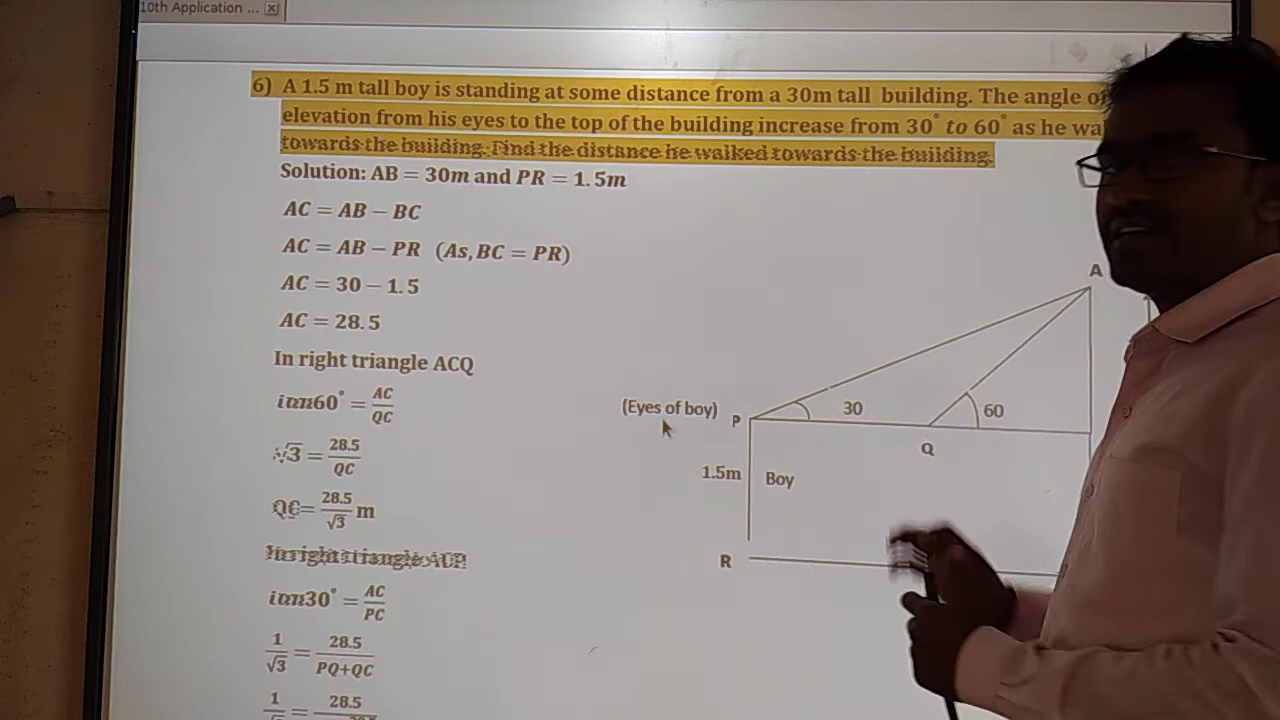 10th Application ...
6) A 1.5 m tall boy is standing at some distance from a 30m tall building. The angle of
elevation from his eyes to the top of the building increase from 30° to 60° as he wa
towards the building. Find the distance he walked towards the building.
Solution: AB = 30m and PR = 1.5m
AC = AB − BC
AC = AB − PR (As, BC = PR)
AC = 30 − 1.5
AC = 28.5
In right triangle ACQ
tan60° = AC/QC
√3 = 28.5/QC
QC= 28.5/√3 m
In right triangle ACP
tan30° = AC/PC
1/√3 = 28.5/PQ+QC
A
(Eyes of boy) P 30 60
Q
1.5m Boy
R